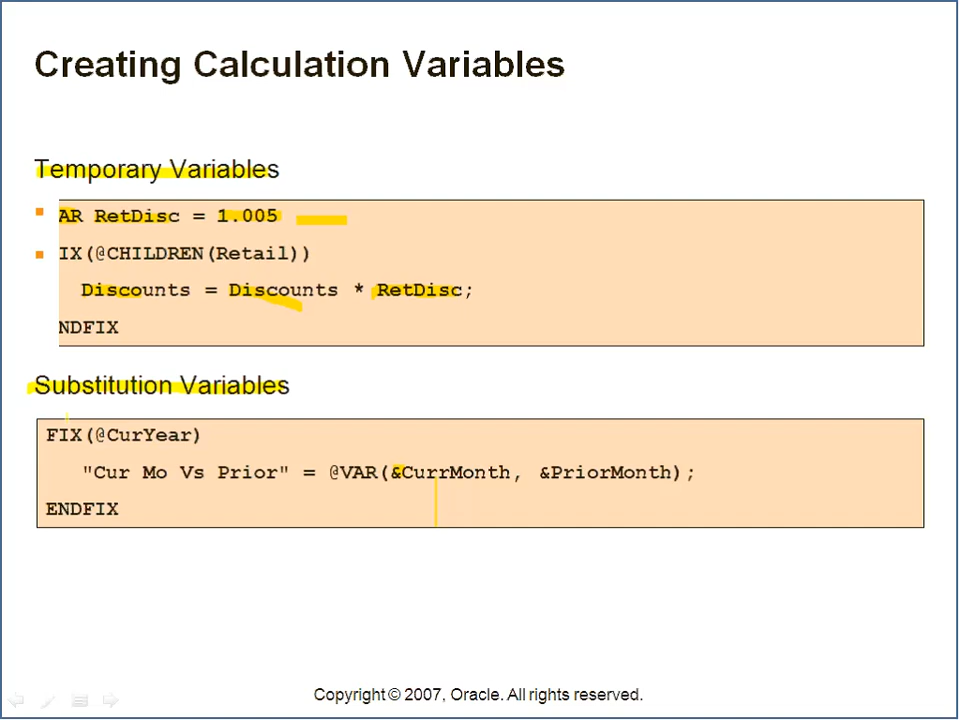 Creating Calculation Variables
Temporary Variables
AR RetDisc = 1.005
IX(@CHILDREN(Retail))
Discounts = Discounts * RetDisc;
NDFIX
Substitution Variables
FIX(@CurYear)
"Cur Mo Vs Prior" = @VAR(&CurrMonth, &PriorMonth);
ENDFIX
Copyright © 2007, Oracle. All rights reserved.